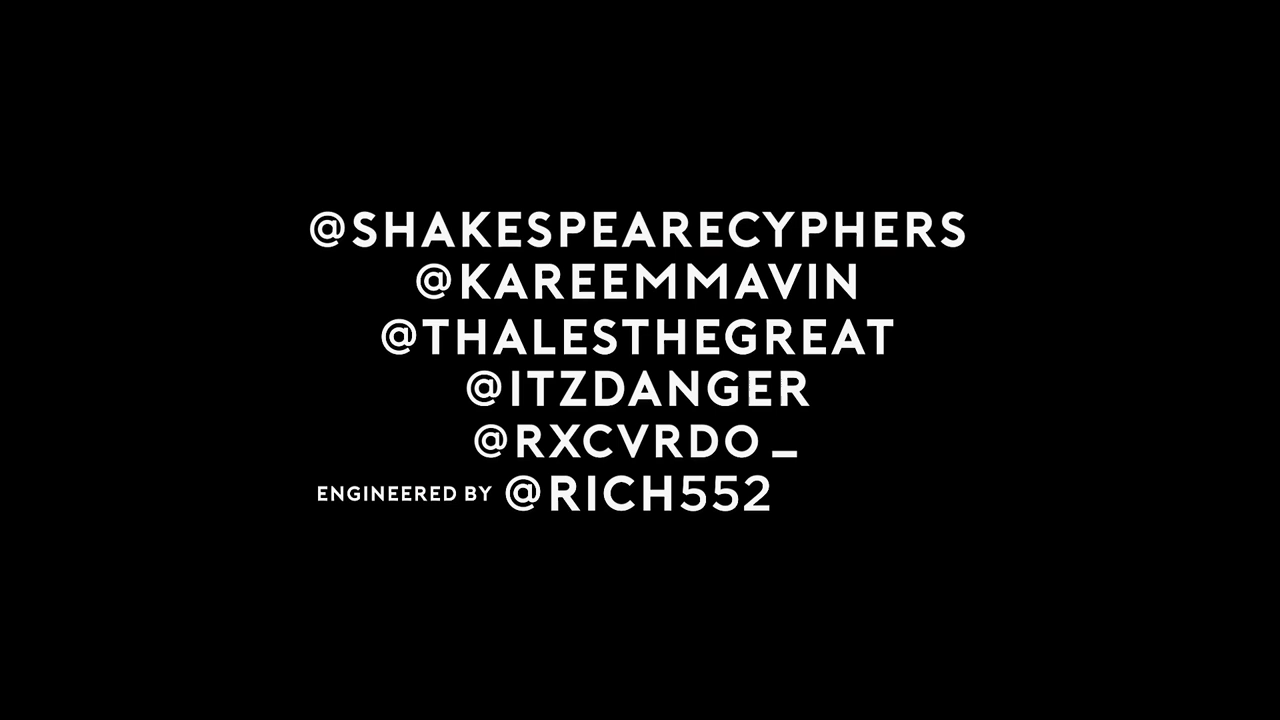 @SHAKESPEARECYPHERS
@KAREEMMAVIN
@THALESTHEGREAT
@ITZDANGER
@RXCVRDO_
ENGINEERED BY @RICH552